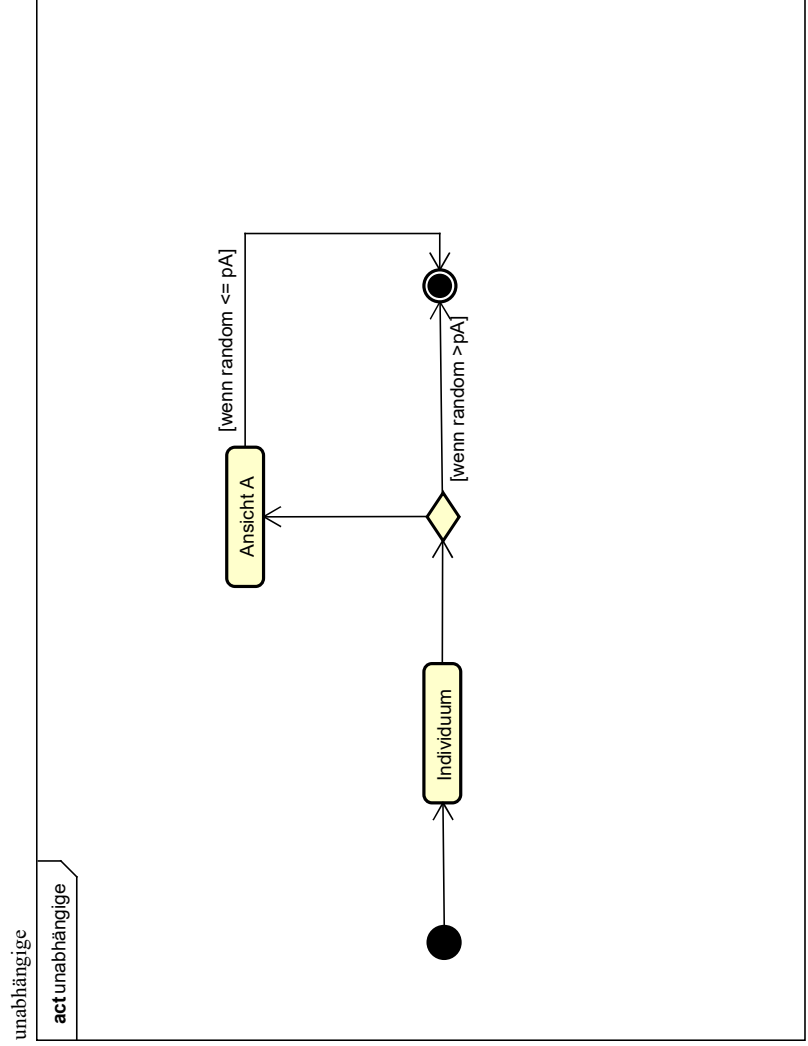 unabhängige
act unabhängige
[wenn random <= pA]
Ansicht A
[wenn random >pA]
Individuum